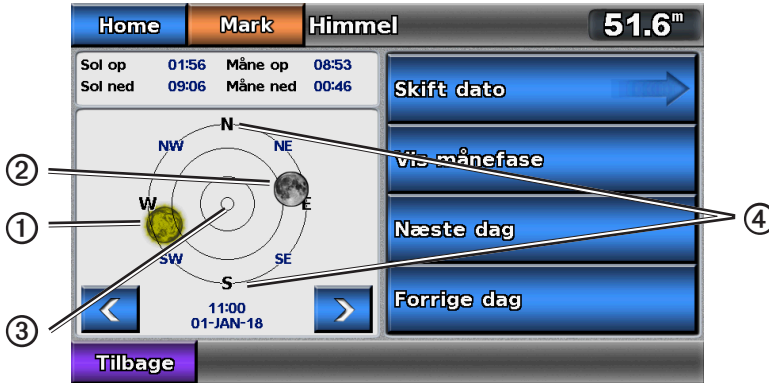 Home Mark Himmel 51.6m
Sol op 01:56 Måne op 08:53
Sol ned 09:06 Måne ned 00:46
Skift dato
N
NW NE
② Vis månefase
W E
① ④
Næste dag
SW SE
S
③
11:00
01-JAN-18
Forrige dag
Tilbage